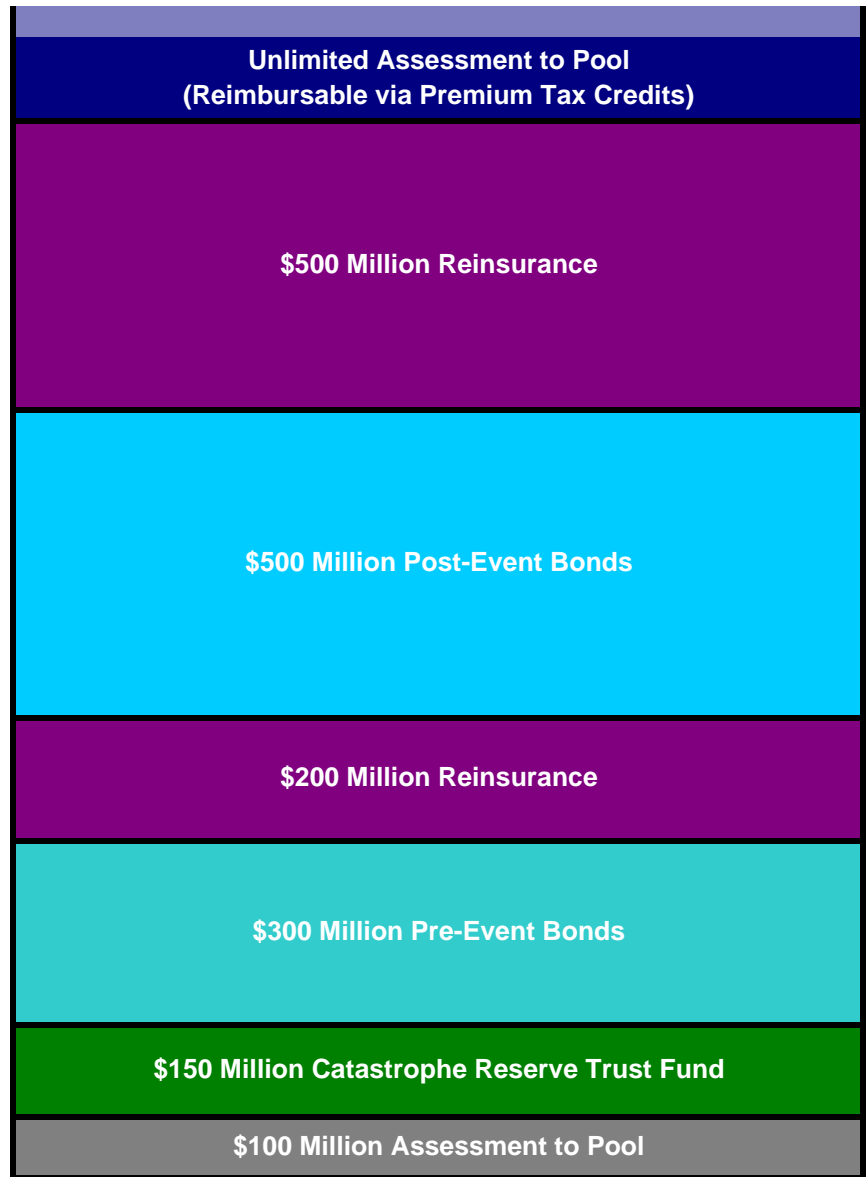 Unlimited Assessment to Pool
(Reimbursable via Premium Tax Credits)
$500 Million Reinsurance
$500 Million Post-Event Bonds
$200 Million Reinsurance
$300 Million Pre-Event Bonds
$150 Million Catastrophe Reserve Trust Fund
$100 Million Assessment to Pool